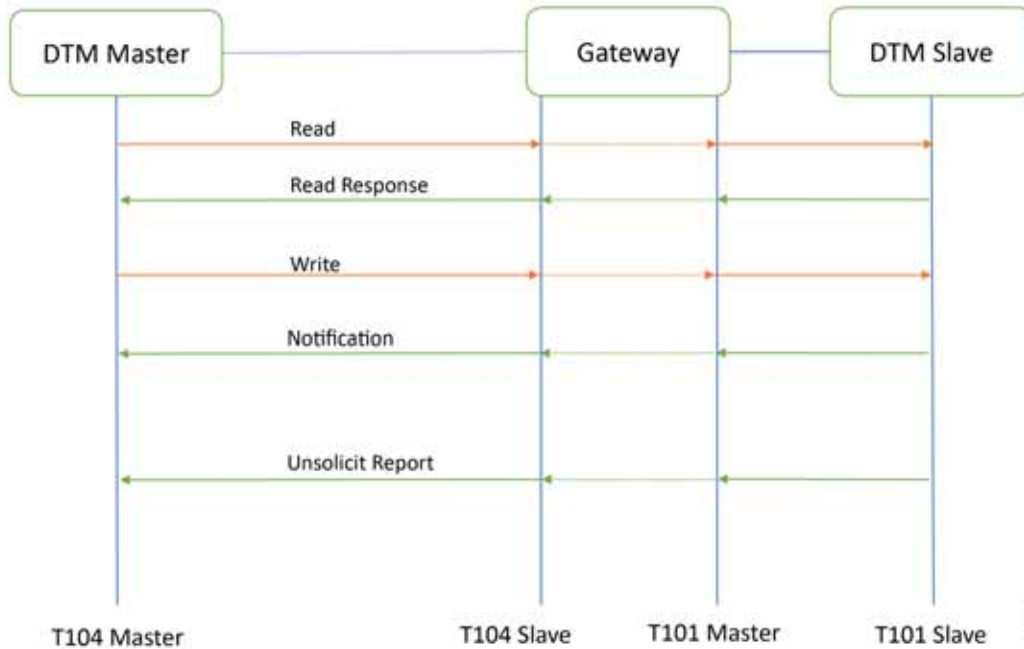 DTM Master
Gateway
DTM Slave
Read
Read Response
Write
Notification
Unsolicit Report
T104 Master
T104 Slave
T101 Master
T101 Slave